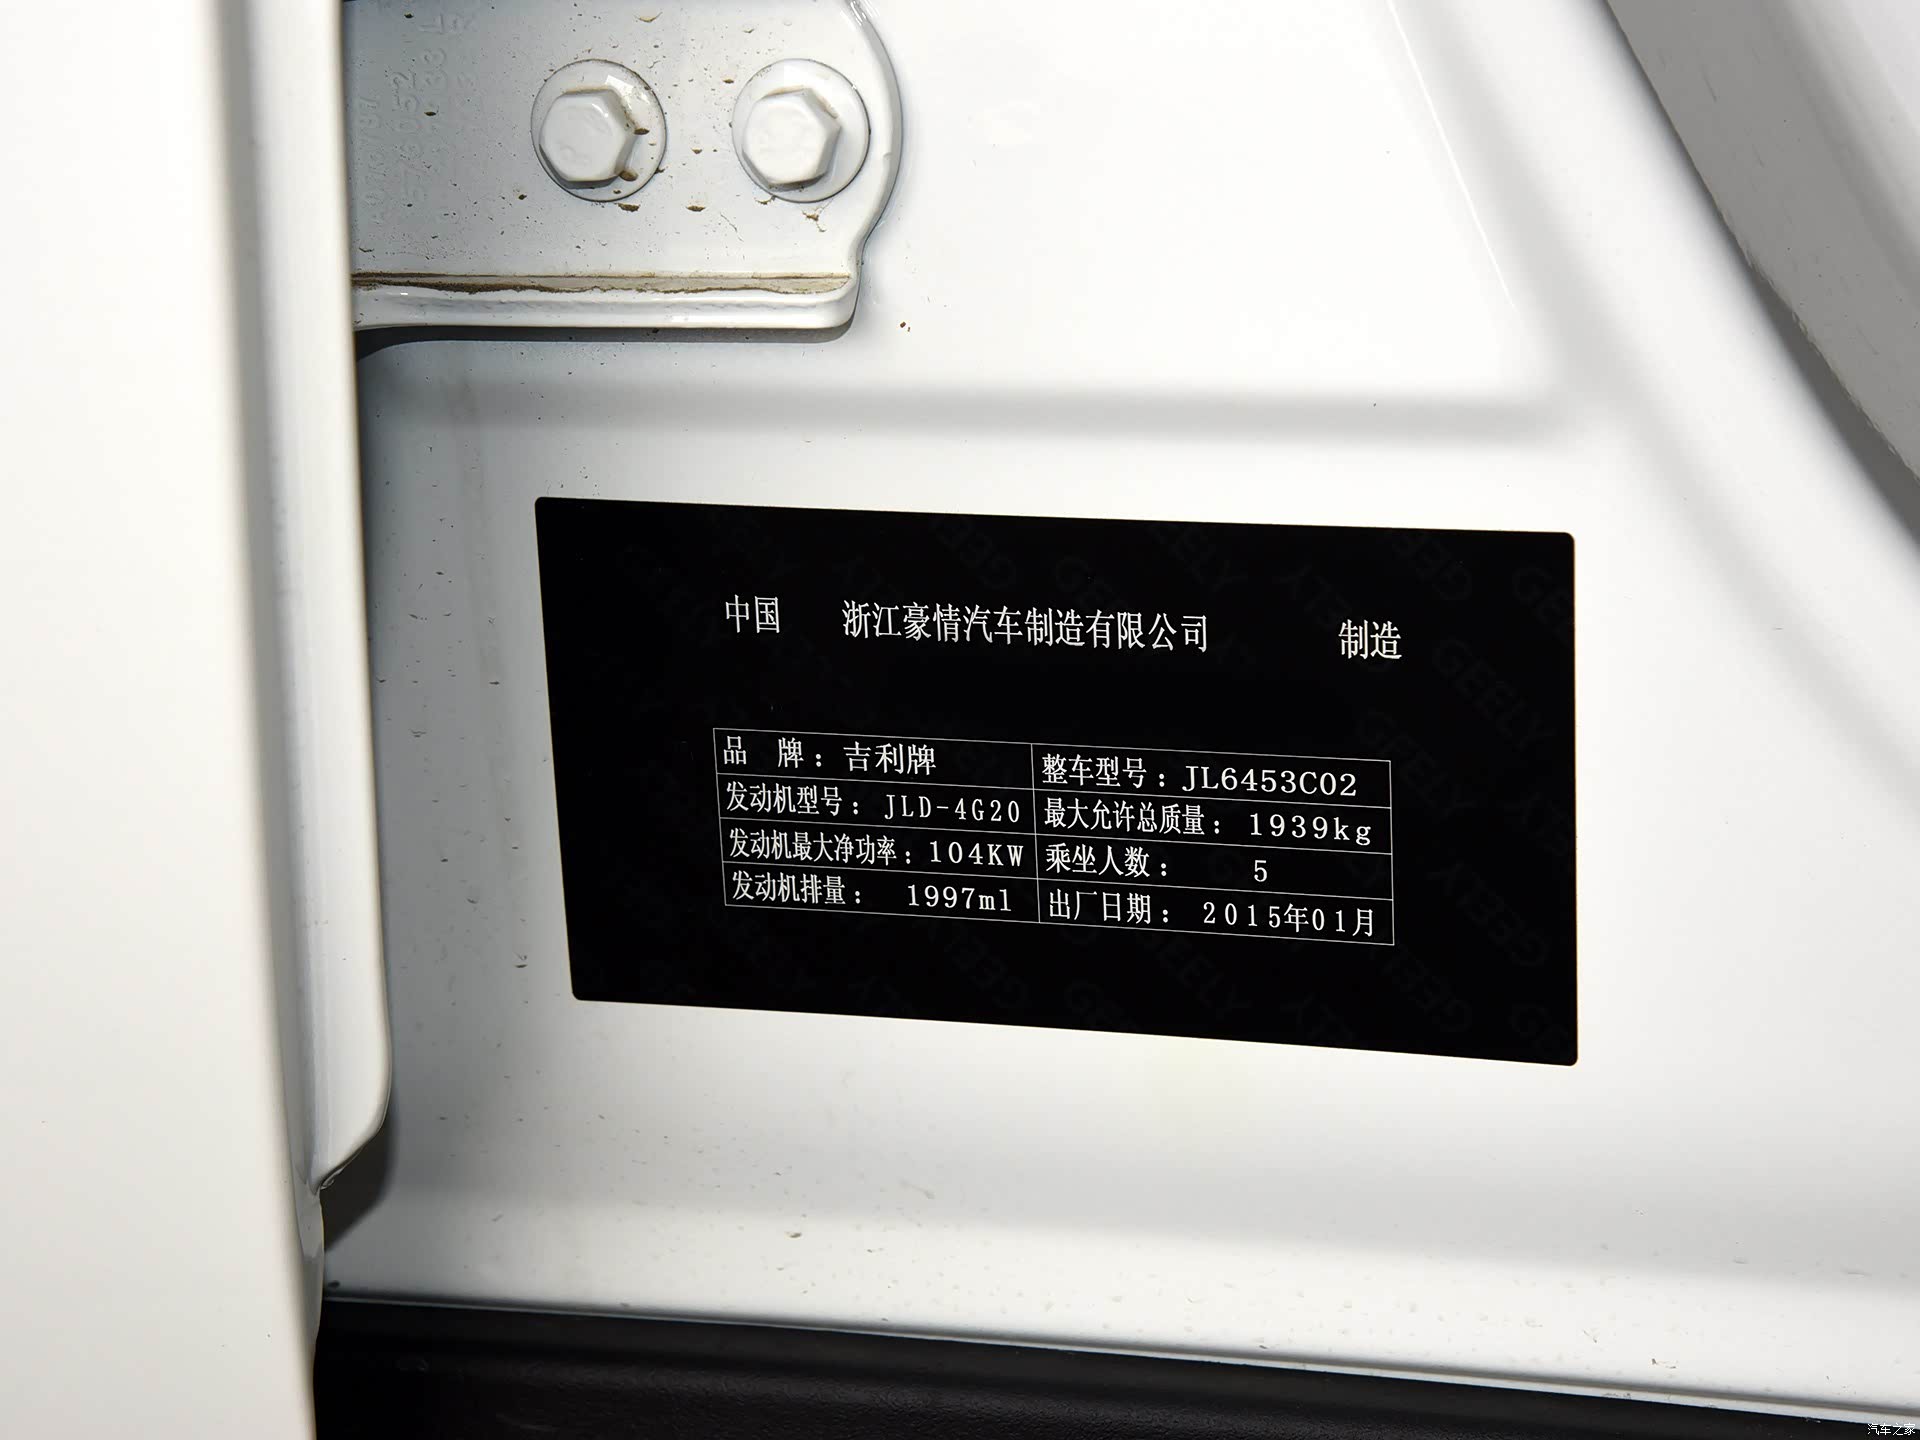 中国 浙江豪情汽车制造有限公司 制造
品 牌：吉利牌 整车型号：JL6453C02
发动机型号：JLD-4G20 最大允许总质量：1939kg
发动机最大净功率：104KW 乘坐人数：5
发动机排量：1997ml 出厂日期：2015年01月
GEELY
汽车之家